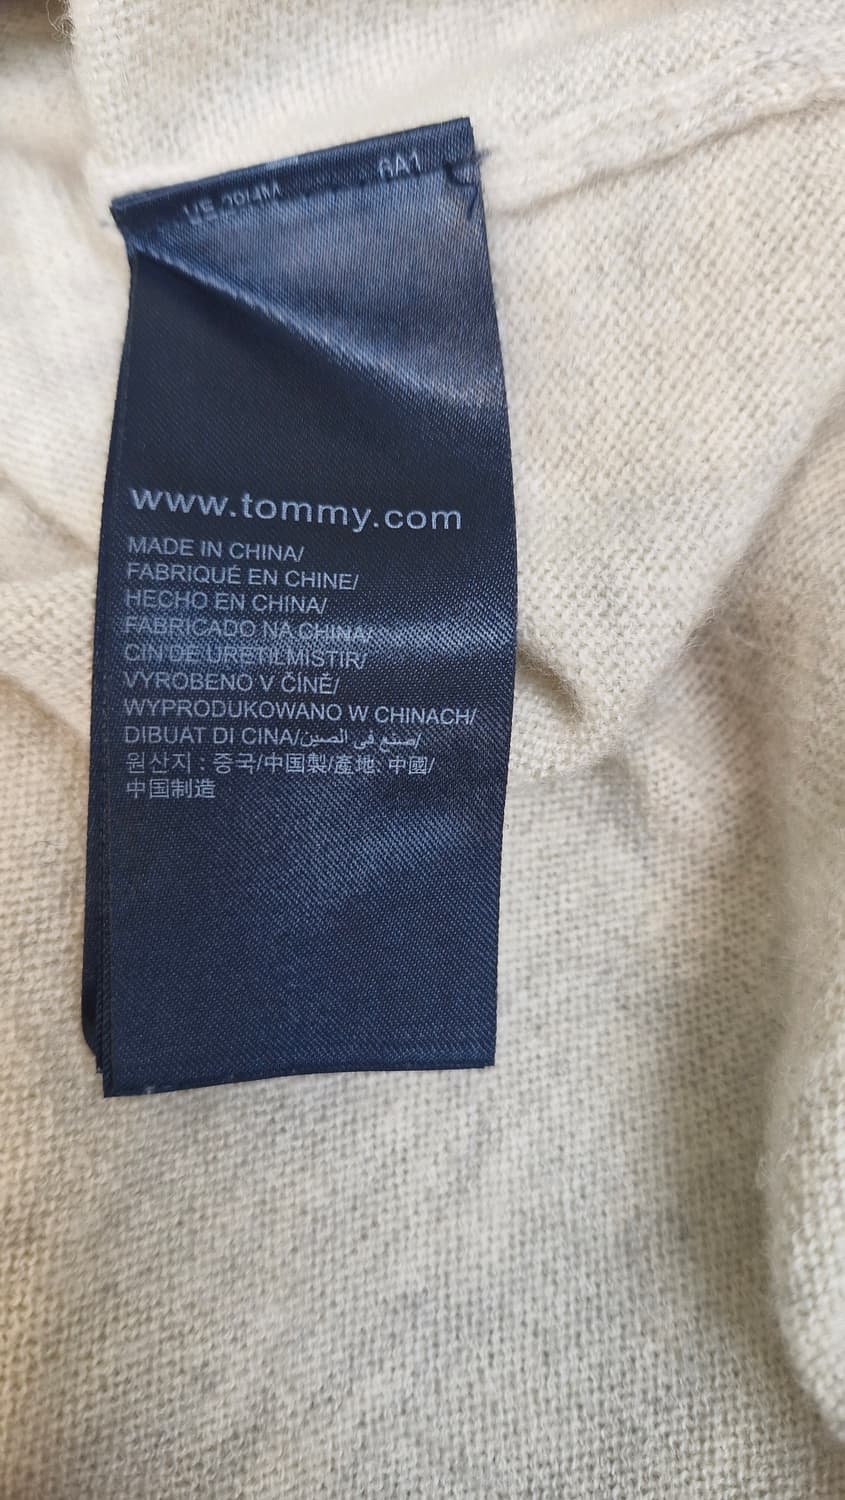 6A1
www.tommy.com
MADE IN CHINA/
FABRIQUÉ EN CHINE/
HECHO EN CHINA/
FABRICADO NA CHINA/
CIN DE URETILMISTIR/
VYROBENO V ČÍNĚ/
WYPRODUKOWANO W CHINACH/
DIBUAT DI CINA/صنع في الصين/
원산지 : 중국/中国製/產地: 中國/
中国制造